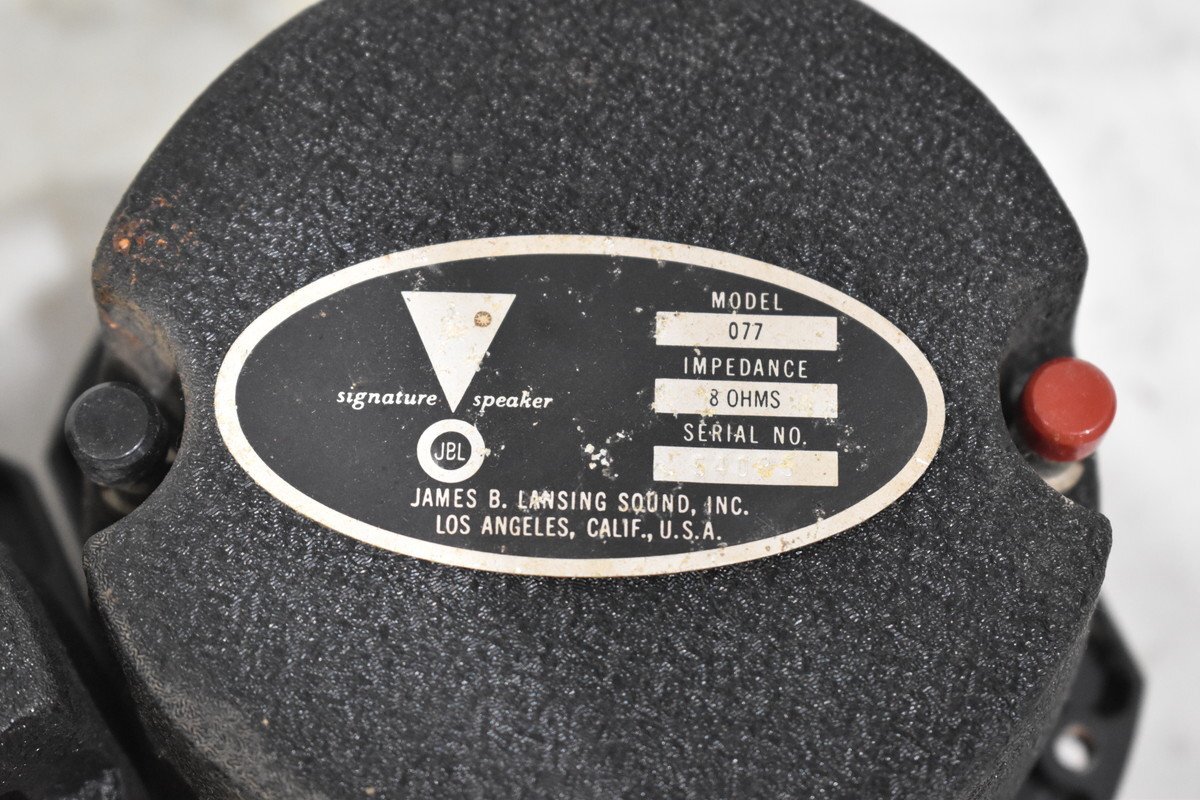 MODEL
077
IMPEDANCE
8 OHMS
SERIAL NO.
signature speaker
JBL
JAMES B. LANSING SOUND, INC.
LOS ANGELES, CALIF., U.S.A.